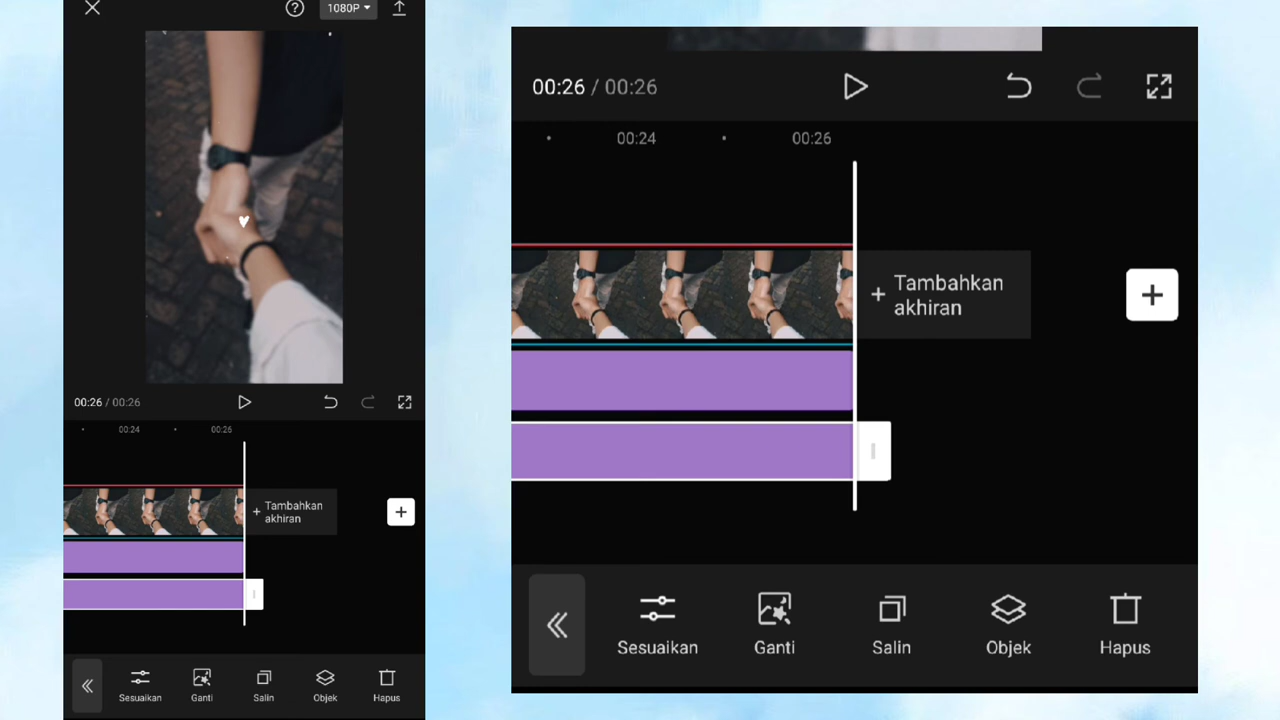 1080P
00:26 / 00:26
00:24
00:26
+ Tambahkan
akhiran
Sesuaikan
Ganti
Salin
Objek
Hapus
00:26 / 00:26
00:24
00:26
+ Tambahkan
akhiran
Sesuaikan
Ganti
Salin
Objek
Hapus